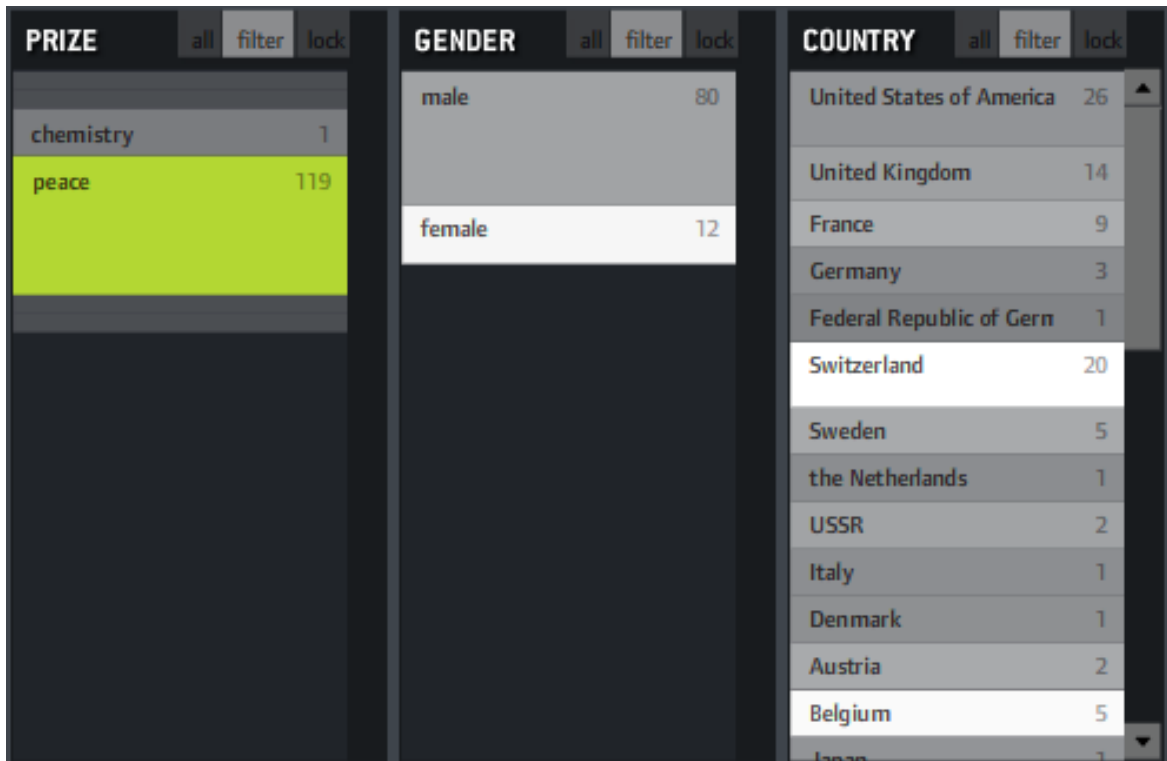 PRIZE all filter lock
chemistry 1
peace 119
GENDER all filter lock
male 80
female 12
COUNTRY all filter lock
United States of America 26
United Kingdom 14
France 9
Germany 3
Federal Republic of Gern 1
Switzerland 20
Sweden 5
the Netherlands 1
USSR 2
Italy 1
Denmark 1
Austria 2
Belgium 5
Japan 1